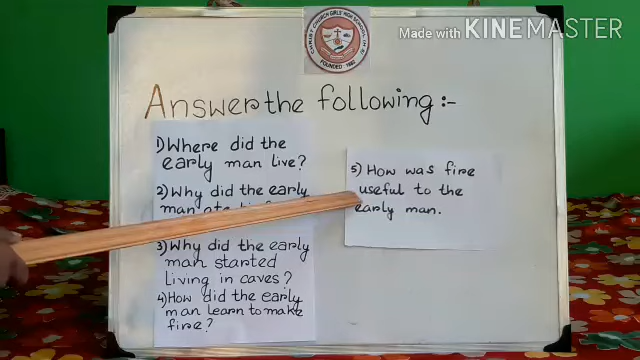 Made with KINEMASTER
FOUNDED
Answer the following :-
1) Where did the
early man live?
2) Why did the early
man
3) Why did the early
man started
living in caves?
4) How did the early
man learn to make
fire?
5) How was fire
useful to the
early man.